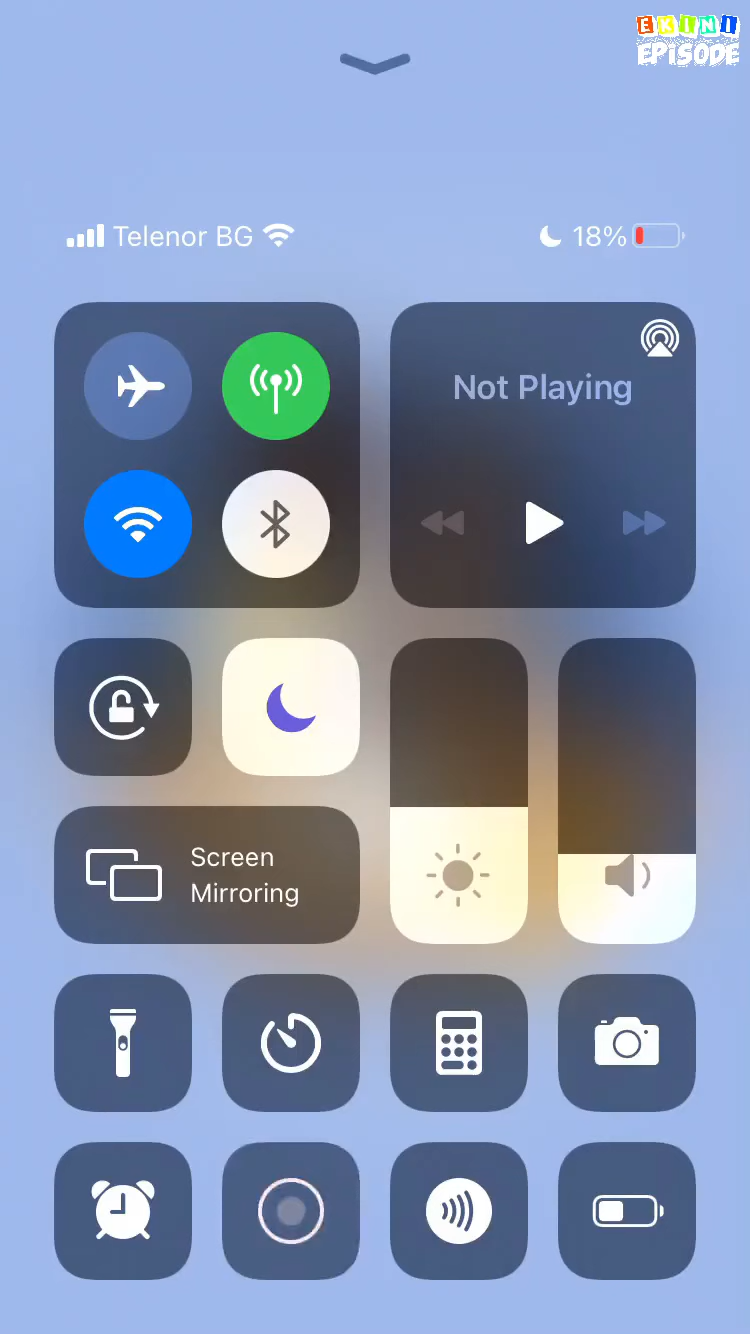 EKINI
EPiSODE
Telenor BG
18%
Not Playing
Screen
Mirroring